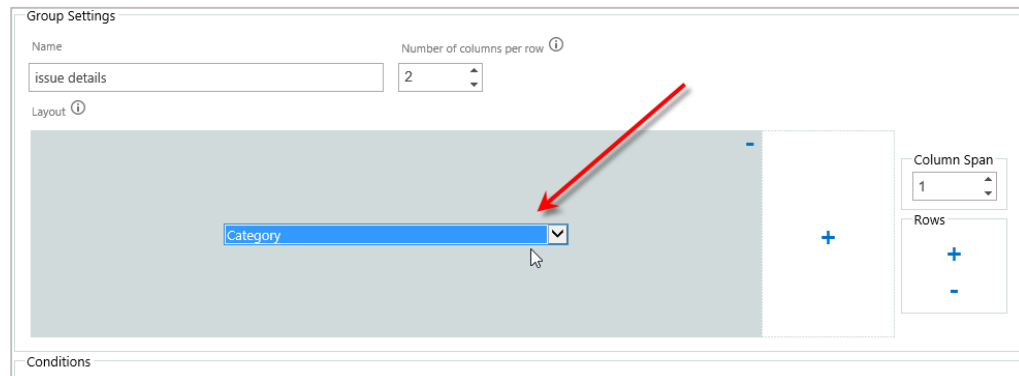 Group Settings
Name
Number of columns per row
issue details
2
Layout
-
Column Span
1
Category
+
Rows
+
-
Conditions